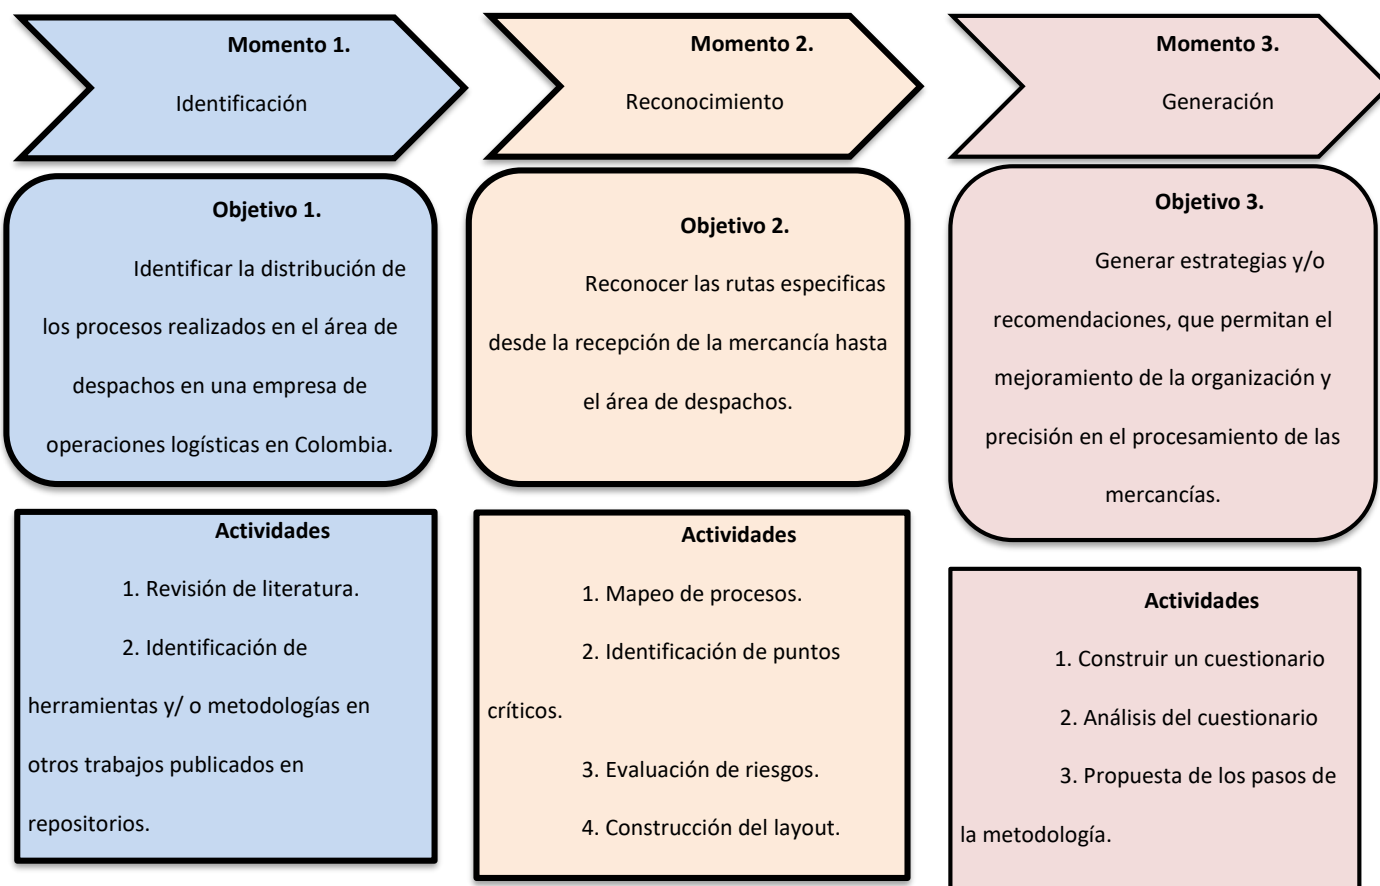 Momento 1.
Identificación
Momento 2.
Reconocimiento
Momento 3.
Generación
Objetivo 1.
Identificar la distribución de
los procesos realizados en el área de
despachos en una empresa de
operaciones logísticas en Colombia.
Objetivo 2.
Reconocer las rutas especificas
desde la recepción de la mercancía hasta
el área de despachos.
Objetivo 3.
Generar estrategias y/o
recomendaciones, que permitan el
mejoramiento de la organización y
precisión en el procesamiento de las
mercancías.
Actividades
1. Revisión de literatura.
2. Identificación de
herramientas y/ o metodologías en
otros trabajos publicados en
repositorios.
Actividades
1. Mapeo de procesos.
2. Identificación de puntos
críticos.
3. Evaluación de riesgos.
4. Construcción del layout.
Actividades
1. Construir un cuestionario
2. Análisis del cuestionario
3. Propuesta de los pasos de
la metodología.